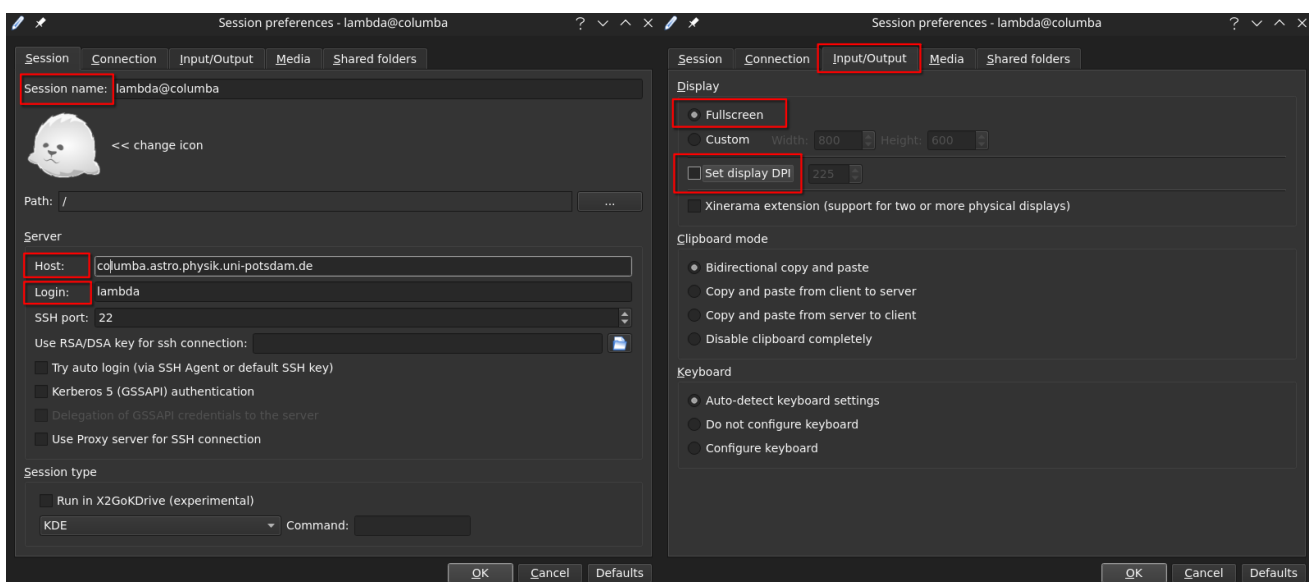 Session preferences - lambda@columba
Session Connection Input/Output Media Shared folders
Session name: lambda@columba
<< change icon
Path: / ...
Server
Host: columba.astro.physik.uni-potsdam.de
Login: lambda
SSH port: 22
Use RSA/DSA key for ssh connection:
Try auto login (via SSH Agent or default SSH key)
Kerberos 5 (GSSAPI) authentication
Delegation of GSSAPI credentials to the server
Use Proxy server for SSH connection
Session type
Run in X2GoKDrive (experimental)
KDE Command:
OK Cancel Defaults
Session preferences - lambda@columba
Session Connection Input/Output Media Shared folders
Display
Fullscreen
Custom Width: 800 Height: 600
Set display DPI 225
Xinerama extension (support for two or more physical displays)
Clipboard mode
Bidirectional copy and paste
Copy and paste from client to server
Copy and paste from server to client
Disable clipboard completely
Keyboard
Auto-detect keyboard settings
Do not configure keyboard
Configure keyboard
OK Cancel Defaults